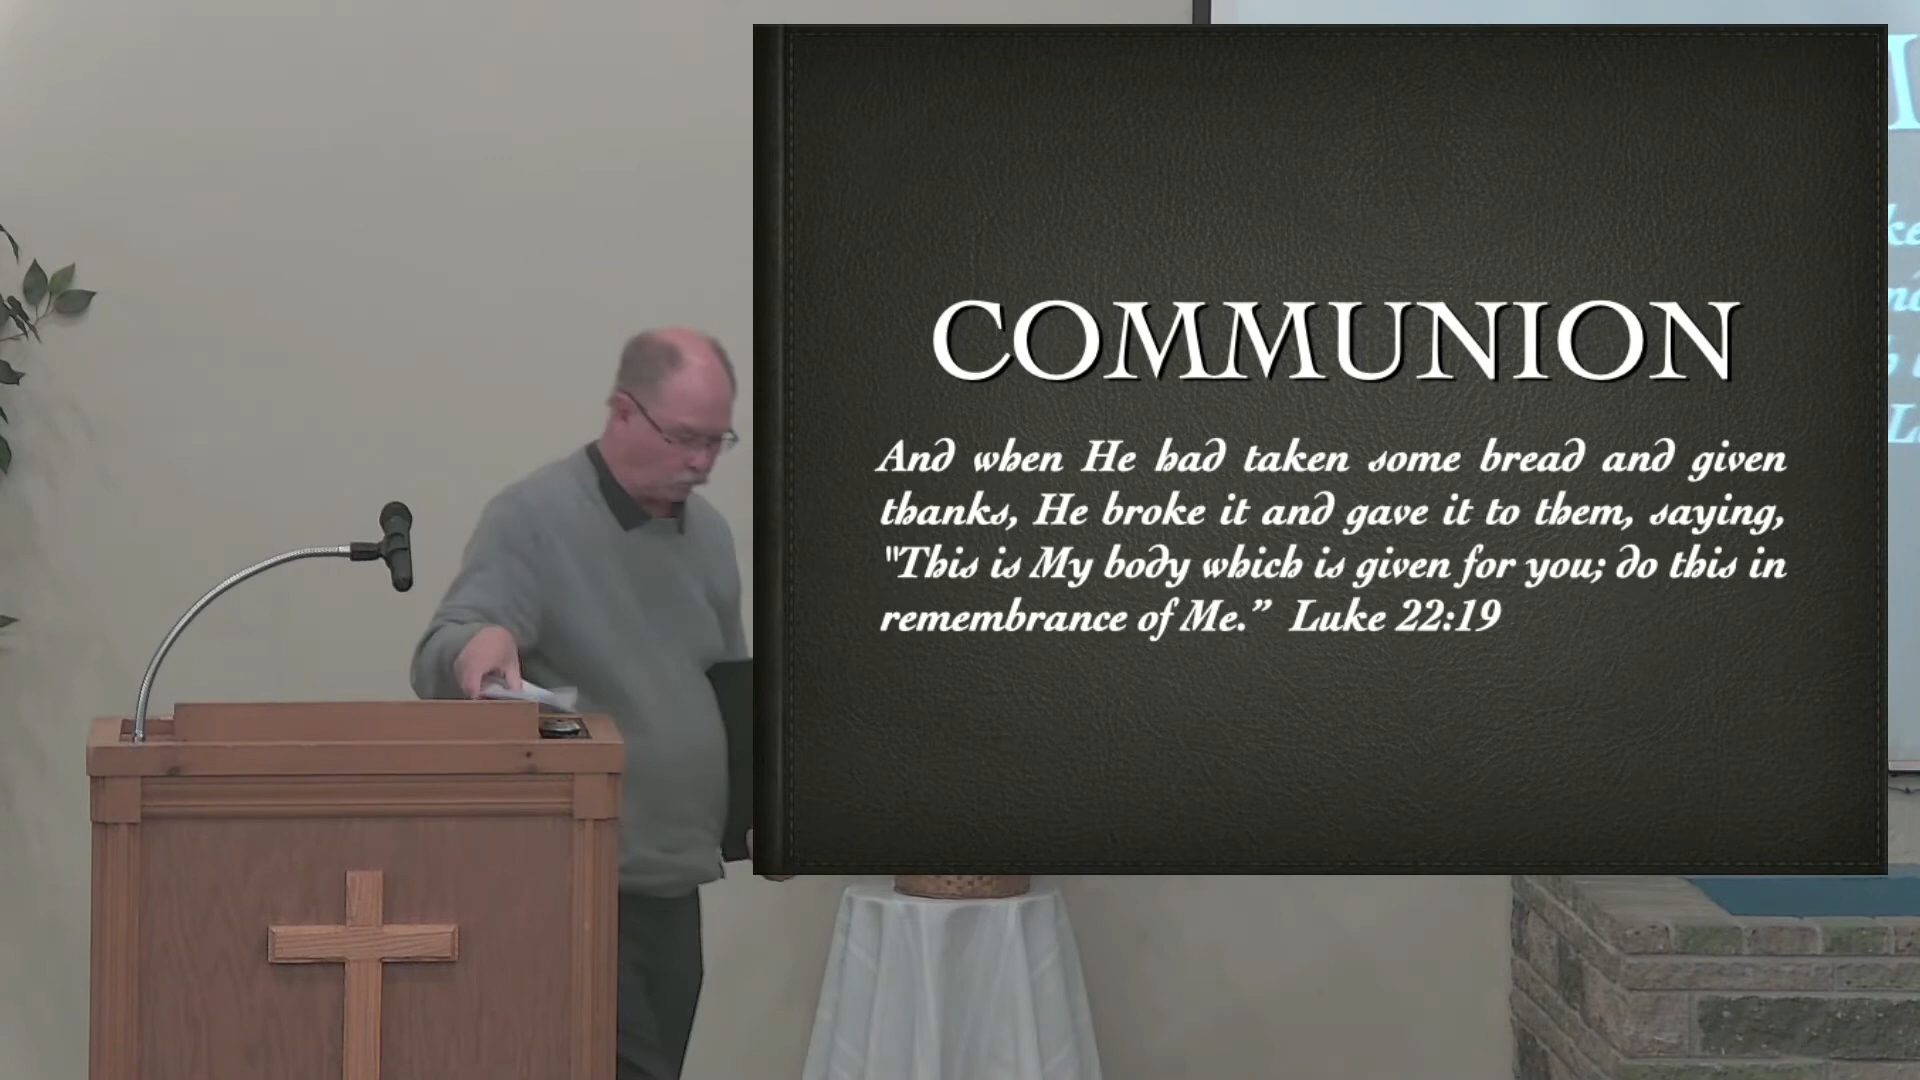 COMMUNION
And when He had taken some bread and given
thanks, He broke it and gave it to them, saying,
"This is My body which is given for you; do this in
remembrance of Me.” Luke 22:19